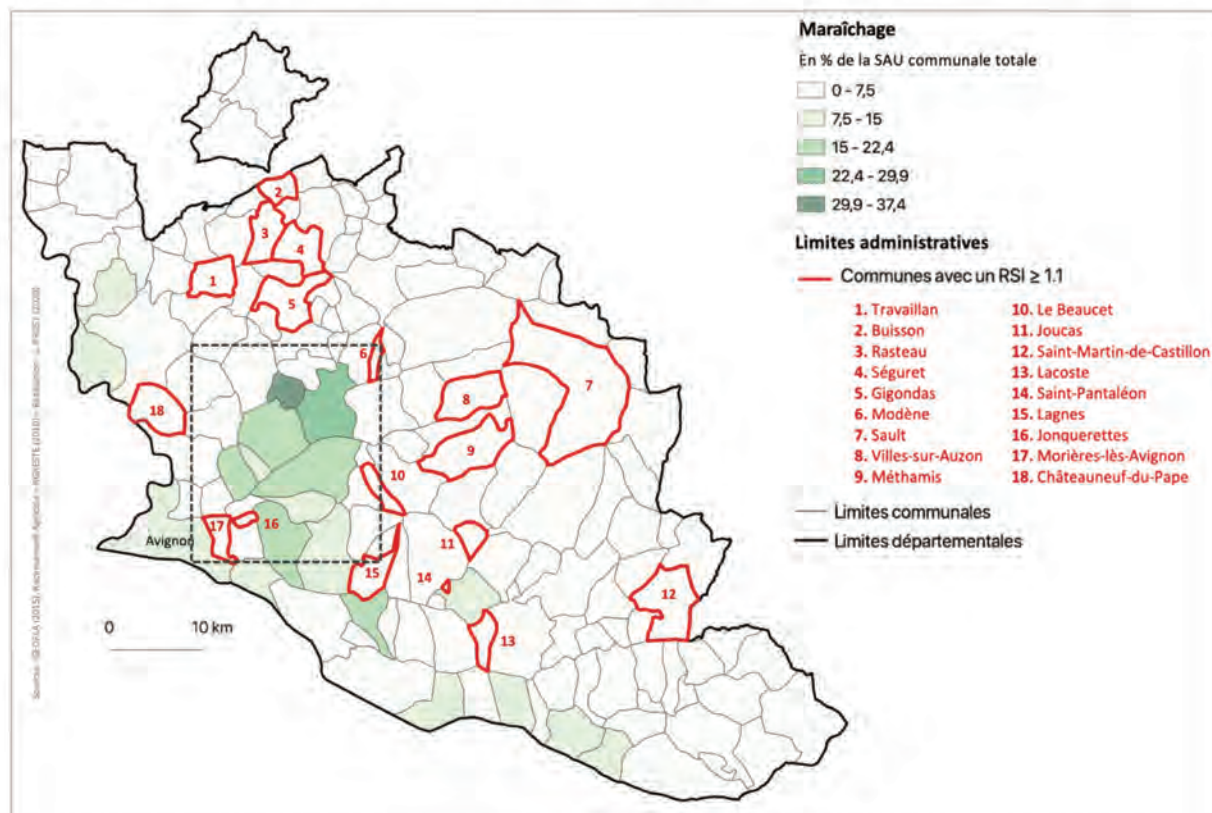 Maraîchage
En % de la SAU communale totale
0 - 7,5
7,5 - 15
15 - 22,4
22,4 - 29,9
29,9 - 37,4
Limites administratives
Communes avec un RSI ≥ 1.1
1. Travaillan
2. Buisson
3. Rasteau
4. Séguret
5. Gigondas
6. Modène
7. Sault
8. Villes-sur-Auzon
9. Méthamis
10. Le Beaucet
11. Joucas
12. Saint-Martin-de-Castillon
13. Lacoste
14. Saint-Pantaléon
15. Lagnes
16. Jonquerettes
17. Morières-lès-Avignon
18. Châteauneuf-du-Pape
Limites communales
Limites départementales
2
3
4
1
5
6
7
8
18
9
10
17
16
Avignon
11
15
14
12
13
0 10 km